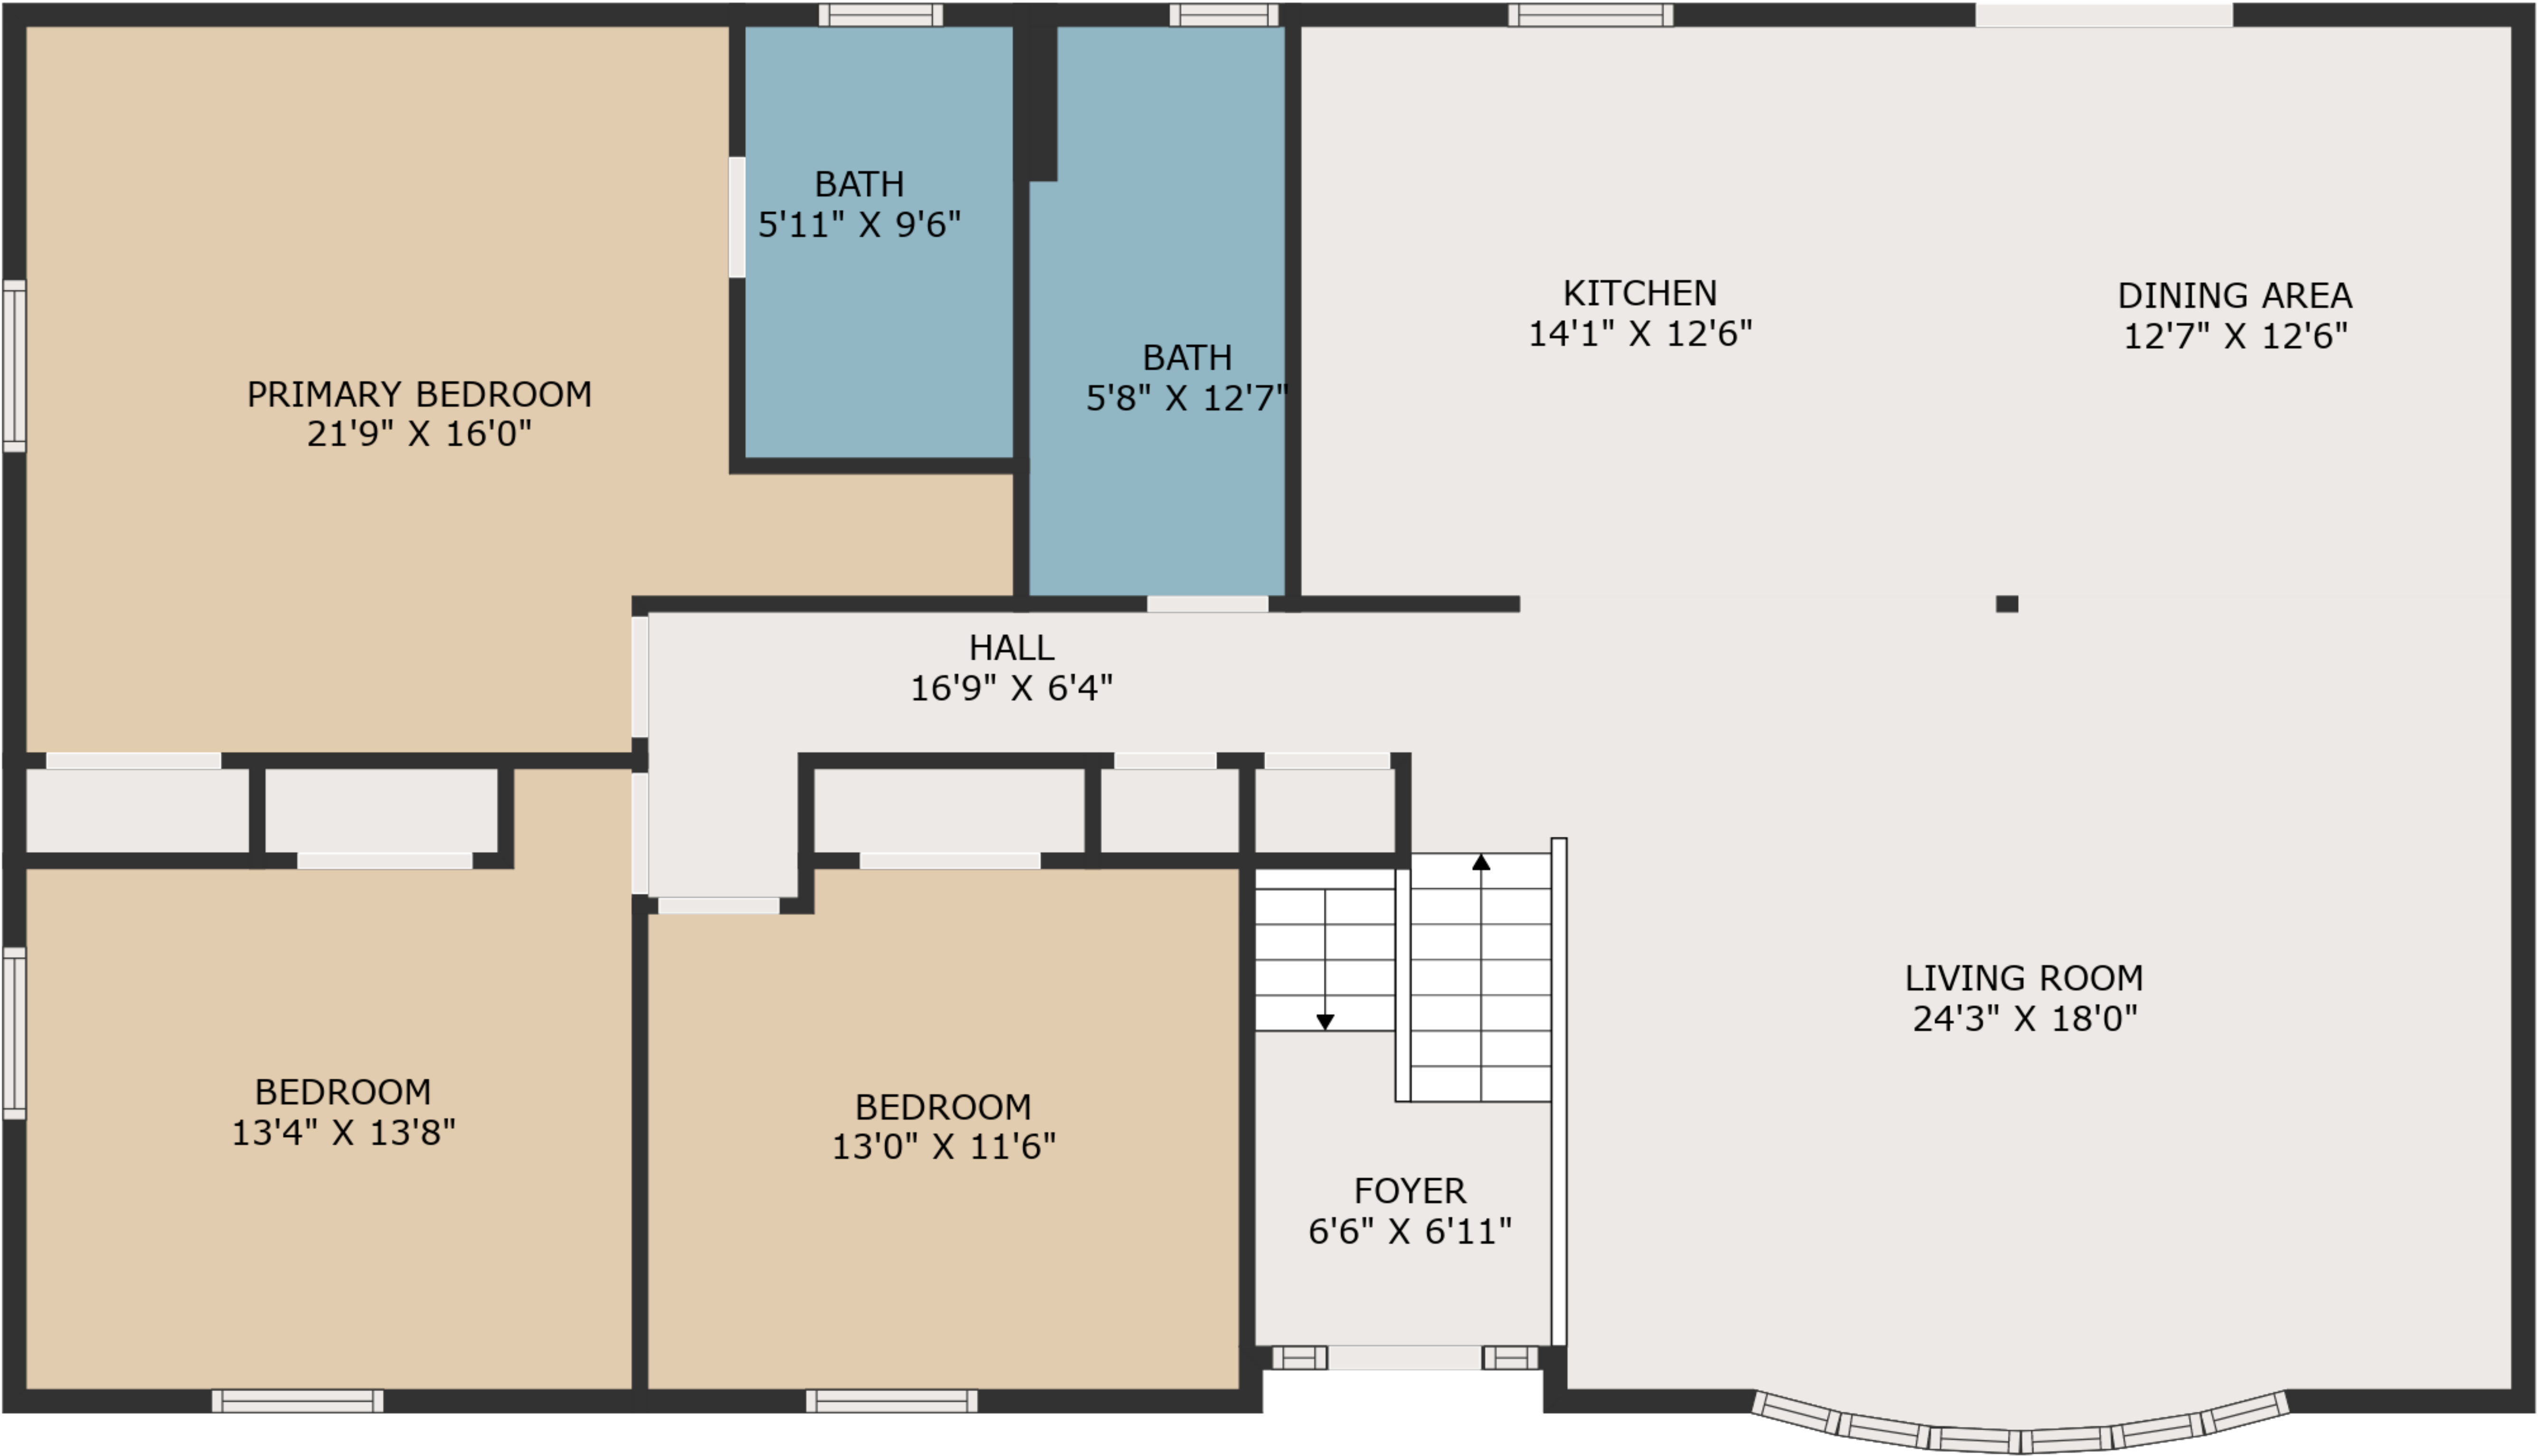 BATH
5'11" X 9'6"
BATH
5'8" X 12'7"
KITCHEN
14'1" X 12'6"
DINING AREA
12'7" X 12'6"
PRIMARY BEDROOM
21'9" X 16'0"
HALL
16'9" X 6'4"
LIVING ROOM
24'3" X 18'0"
BEDROOM
13'4" X 13'8"
BEDROOM
13'0" X 11'6"
FOYER
6'6" X 6'11"